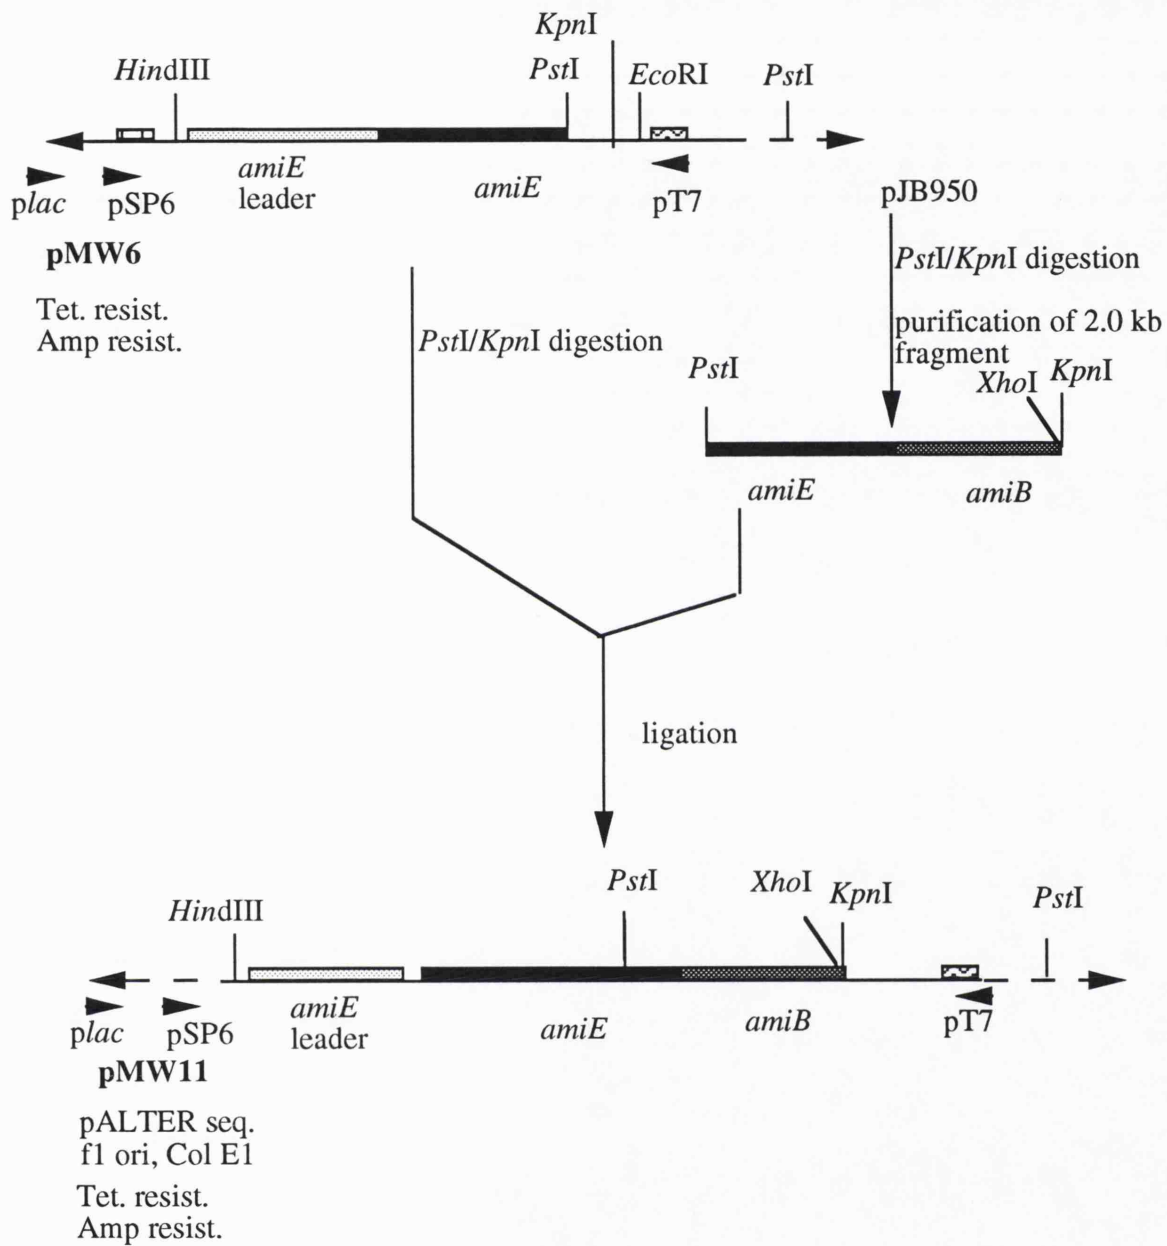 KpnI
HindIII
PstI
EcoRI
PstI
amiE
leader
amiE
plac
pSP6
pT7
pJB950
pMW6
PstI/KpnI digestion
Tet. resist.
Amp resist.
purification of 2.0 kb
fragment
PstI/KpnI digestion
PstI
XhoI
KpnI
amiE
amiB
ligation
PstI
XhoI
KpnI
PstI
HindIII
amiE
leader
amiE
amiB
pT7
plac
pSP6
pMW11
pALTER seq.
f1 ori, Col E1
Tet. resist.
Amp resist.